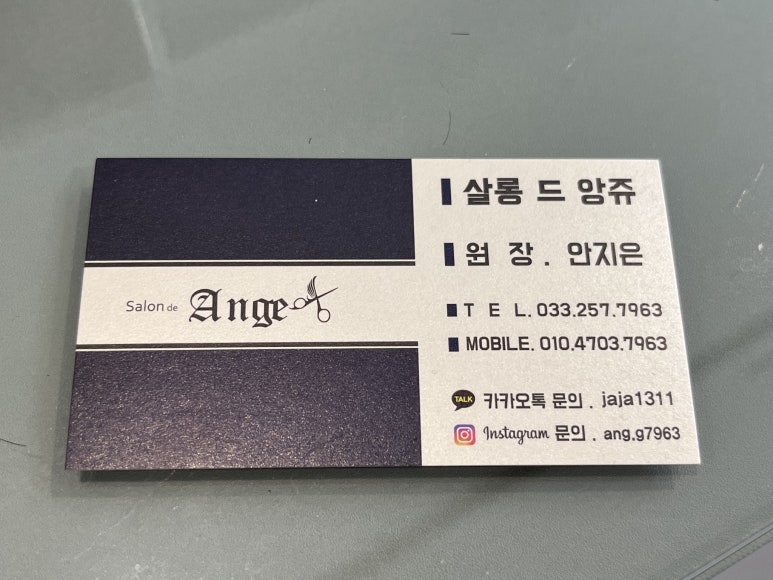 Salon de Ange
살롱 드 앙쥬
원 장 . 안지은
T E L. 033.257.7963
MOBILE. 010.4703.7963
TALK 카카오톡 문의 . jaja1311
Instagram 문의 . ang.g7963